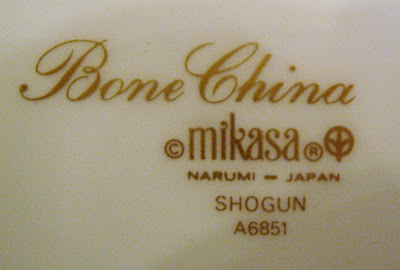 Bone China
©mikasa®
NARUMI – JAPAN
SHOGUN
A6851